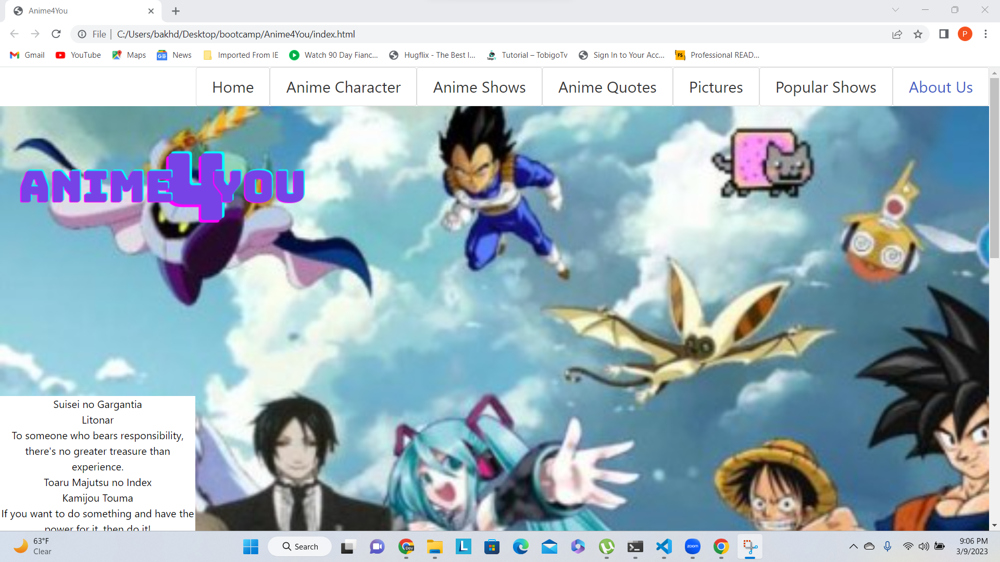 Anime4You
File | C:/Users/bakhd/Desktop/bootcamp/Anime4You/index.html
P
Gmail YouTube Maps News Imported From IE Watch 90 Day Fianc... Hugflix - The Best I... Tutorial – TobigoTv Sign In to Your Acc... FS Professional READ...
Home Anime Character Anime Shows Anime Quotes Pictures Popular Shows About Us
ANIME4YOU
Suisei no Gargantia
Litonar
To someone who bears responsibility,
there's no greater treasure than
experience.
Toaru Majutsu no Index
Kamijou Touma
If you want to do something and have the
power for it, then do it!
63°F
Clear
Search
Dev
L
zoom
9:06 PM
3/9/2023